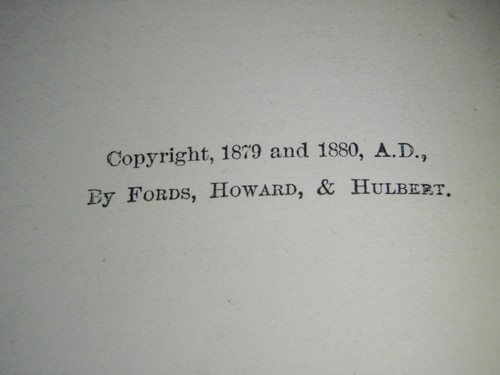 Copyright, 1879 and 1880, A.D.,
By Fords, Howard, & Hulbert.